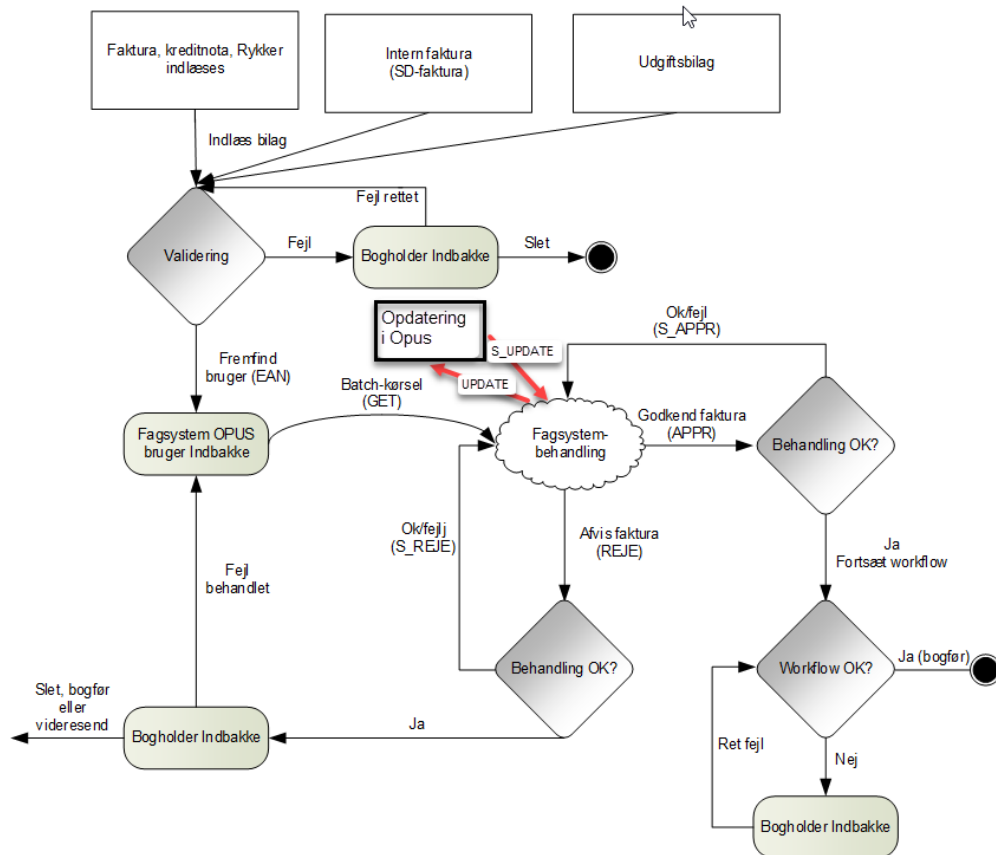 Faktura, kreditnota, Rykker
indlæses
Intern faktura
(SD-faktura)
Udgiftsbilag
Indlæs bilag
Fejl rettet
Validering
Fejl
Bogholder Indbakke
Slet
Opdatering
i Opus
S_UPDATE
UPDATE
Ok/fejl
(S_APPR)
Fremfind
bruger (EAN)
Batch-kørsel
(GET)
Fagsystem OPUS
bruger Indbakke
Fagsystem-
behandling
Godkend faktura
(APPR)
Behandling OK?
Ok/fejlj
(S_REJE)
Afvis faktura
(REJE)
Ja
Fortsæt workflow
Fejl
behandlet
Behandling OK?
Workflow OK?
Ja (bogfør)
Slet, bogfør
eller
videresend
Bogholder Indbakke
Ja
Ret fejl
Nej
Bogholder Indbakke